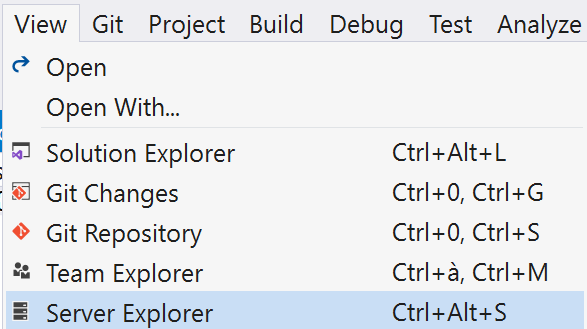 View Git Project Build Debug Test Analyze
Open
Open With...
Solution Explorer Ctrl+Alt+L
Git Changes Ctrl+0, Ctrl+G
Git Repository Ctrl+0, Ctrl+S
Team Explorer Ctrl+à, Ctrl+M
Server Explorer Ctrl+Alt+S